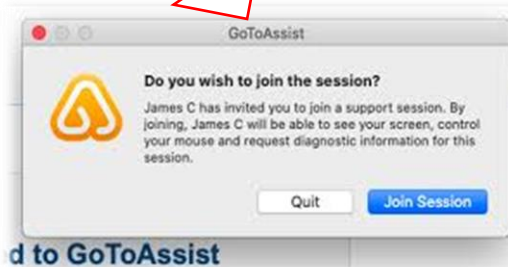 GoToAssist
Do you wish to join the session?
James C has invited you to join a support session. By
joining, James C will be able to see your screen, control
your mouse and request diagnostic information for this
session.
Quit
Join Session
d to GoToAssist